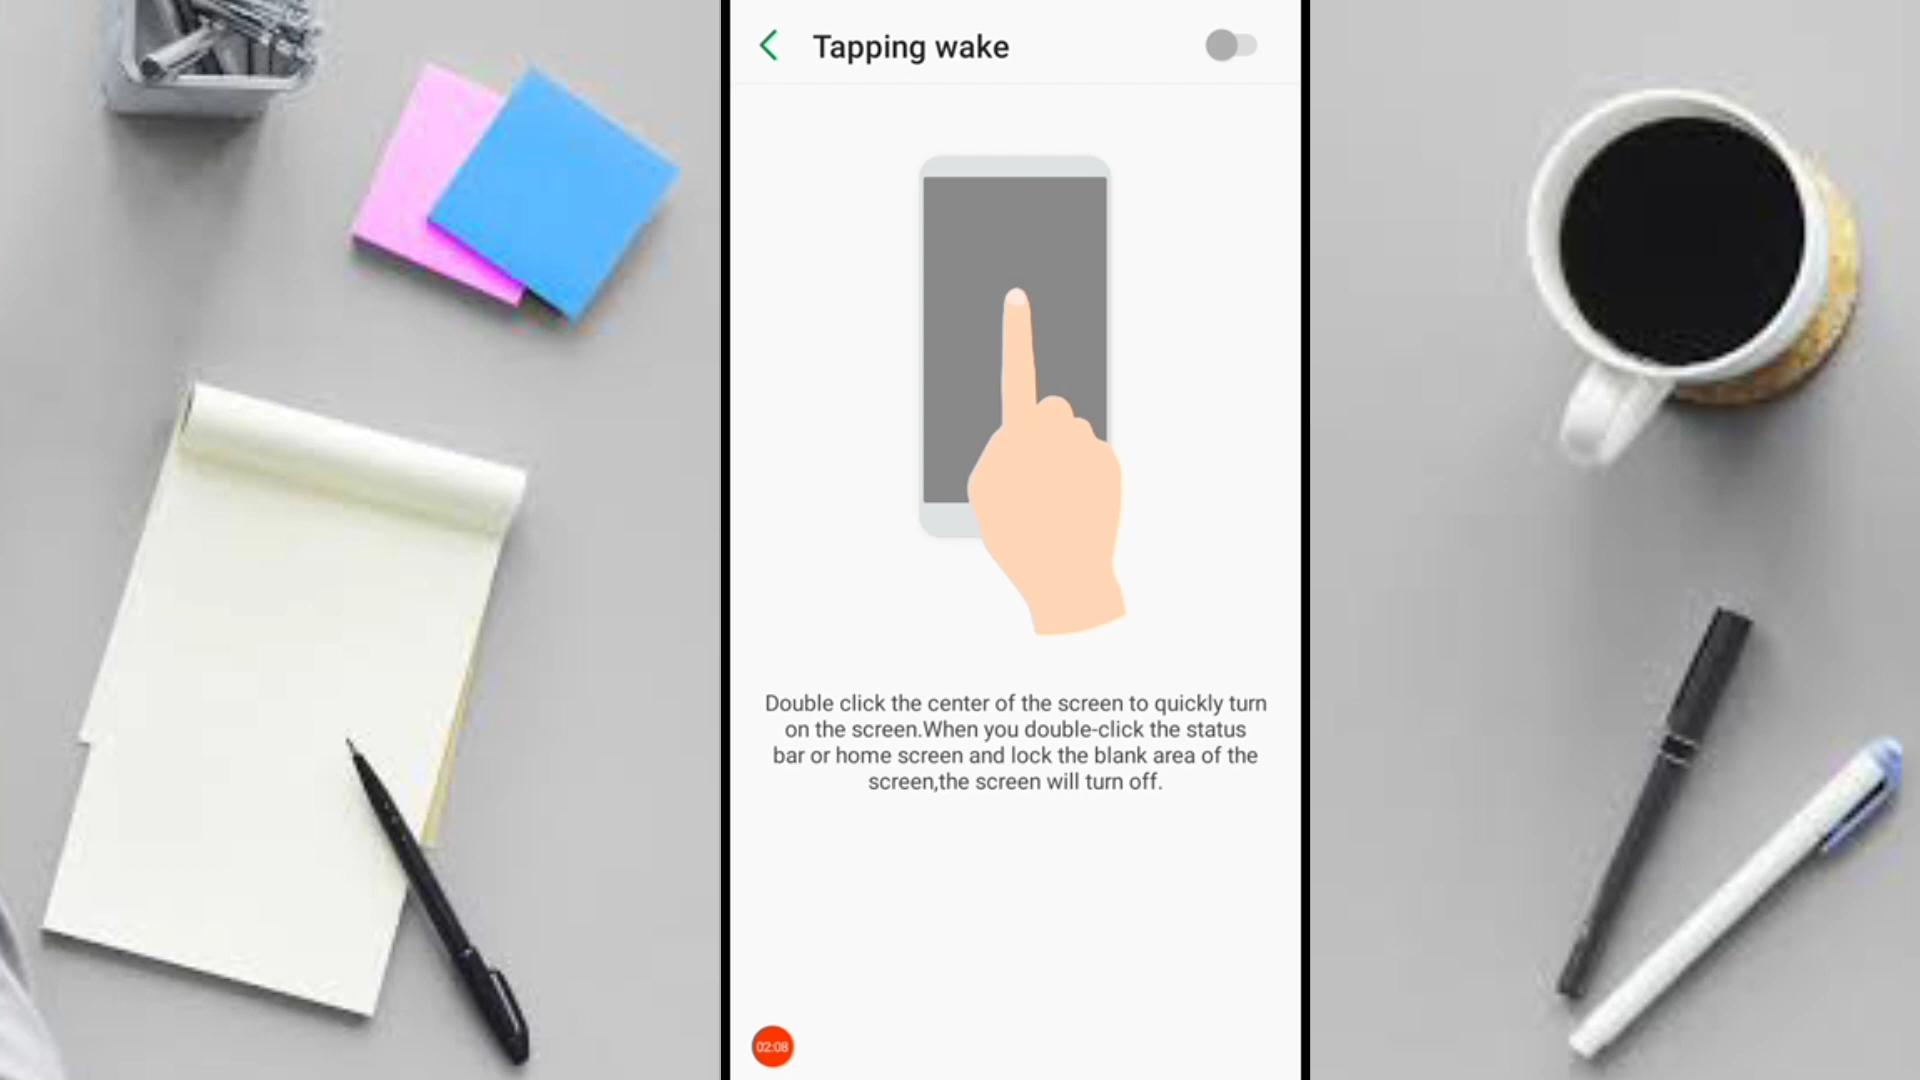 Tapping wake
Double click the center of the screen to quickly turn
on the screen.When you double-click the status
bar or home screen and lock the blank area of the
screen,the screen will turn off.
02:08